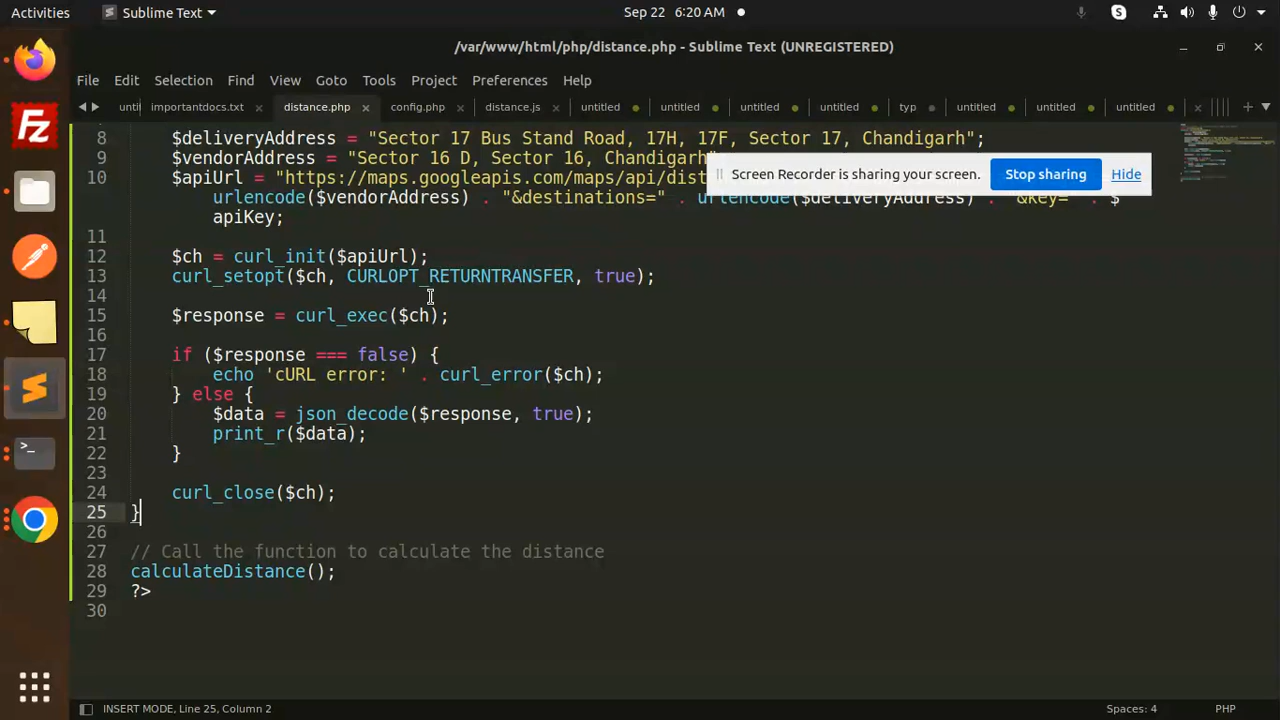 Activities Sublime Text Sep 22 6:20 AM
/var/www/html/php/distance.php - Sublime Text (UNREGISTERED)
File Edit Selection Find View Goto Tools Project Preferences Help
unti importantdocs.txt distance.php config.php distance.js untitled untitled untitled untitled typ untitled untitled untitled
8 $deliveryAddress = "Sector 17 Bus Stand Road, 17H, 17F, Sector 17, Chandigarh";
9 $vendorAddress = "Sector 16 D, Sector 16, Chandigarh";
10 $apiUrl = "https://maps.googleapis.com/maps/api/dist
Screen Recorder is sharing your screen. Stop sharing Hide
urlencode($vendorAddress) . "&destinations=" . urlencode($deliveryAddress) . "&key=" . $
apiKey;
11
12 $ch = curl_init($apiUrl);
13 curl_setopt($ch, CURLOPT_RETURNTRANSFER, true);
14
15 $response = curl_exec($ch);
16
17 if ($response === false) {
18 echo 'cURL error: ' . curl_error($ch);
19 } else {
20 $data = json_decode($response, true);
21 print_r($data);
22 }
23
24 curl_close($ch);
25 }
26
27 // Call the function to calculate the distance
28 calculateDistance();
29 ?>
30
INSERT MODE, Line 25, Column 2 Spaces: 4 PHP